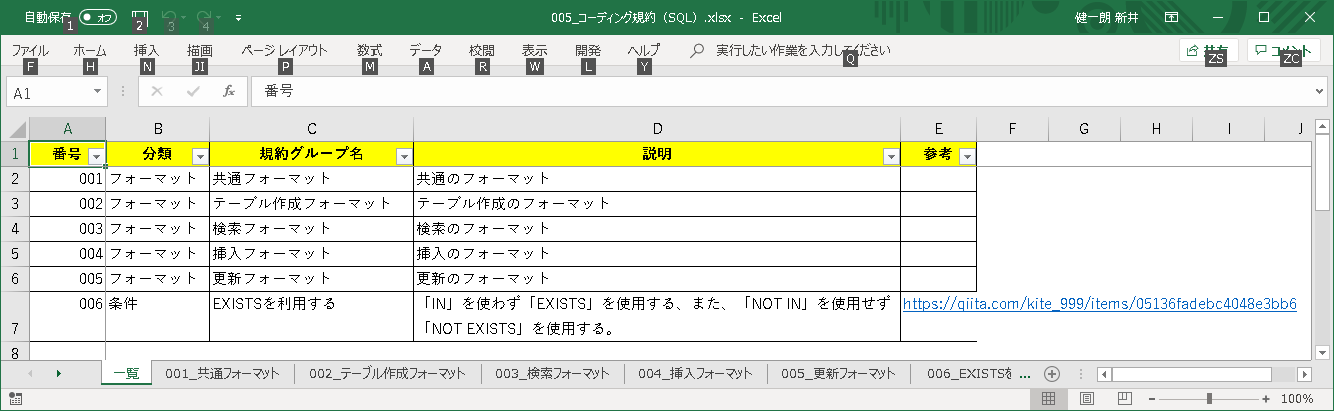 自動保存 オフ 005_コーディング規約（SQL）.xlsx - Excel 健一朗 新井
1 2 3 4
ファイル ホーム 挿入 描画 ページ レイアウト 数式 データ 校閲 表示 開発 ヘルプ 実行したい作業を入力してください 共有 コメント
F H N JI P M A R W L Y Q ZS ZC
A1 fx 番号
A B C D E F G H I J
1 番号 分類 規約グループ名 説明 参考
2 001 フォーマット 共通フォーマット 共通のフォーマット
3 002 フォーマット テーブル作成フォーマット テーブル作成のフォーマット
4 003 フォーマット 検索フォーマット 検索のフォーマット
5 004 フォーマット 挿入フォーマット 挿入のフォーマット
6 005 フォーマット 更新フォーマット 更新のフォーマット
006 条件 EXISTSを利用する 「IN」を使わず「EXISTS」を使用する、また、「NOT IN」を使用せず https://qiita.com/kite_999/items/05136fadebc4048e3bb6
7 「NOT EXISTS」を使用する。
8
一覧 001_共通フォーマット 002_テーブル作成フォーマット 003_検索フォーマット 004_挿入フォーマット 005_更新フォーマット 006_EXISTSを ...
100%